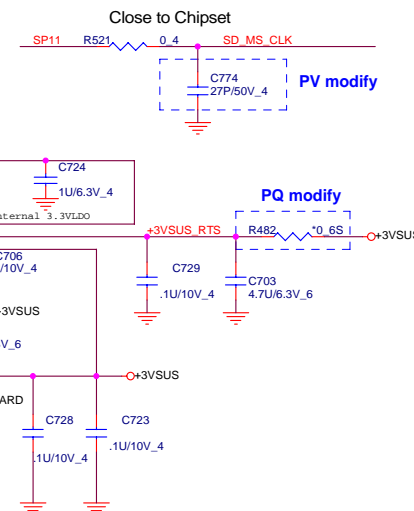 Close to Chipset
SP11 R521 0_4 SD_MS_CLK
C774
27P/50V_4
PV modify
C724
1U/6.3V_4
nternal 3.3VLDO
PQ modify
+3VSUS_RTS R482 *0_6S +3VSUS
C706
/10V_4
C729
.1U/10V_4
C703
4.7U/6.3V_6
+3VSUS
V_6
+3VSUS
ARD
C728
.1U/10V_4
C723
.1U/10V_4